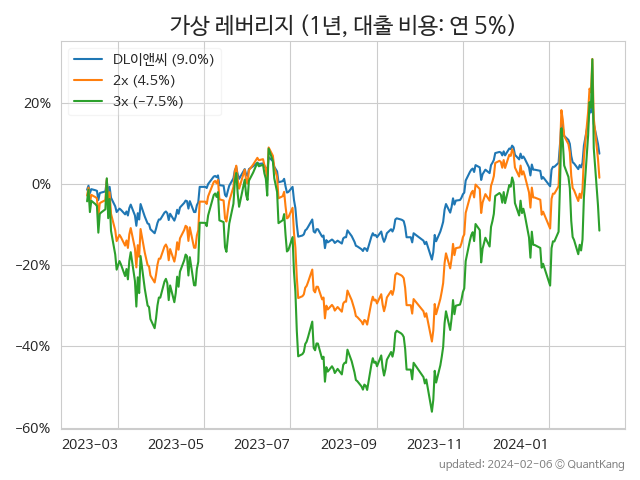 가상 레버리지 (1년, 대출 비용: 연 5%)
DL이앤씨 (9.0%)
2x (4.5%)
3x (−7.5%)
20%
0%
−20%
−40%
−60%
2023−03 2023−05 2023−07 2023−09 2023−11 2024−01
updated: 2024-02-06 © QuantKang